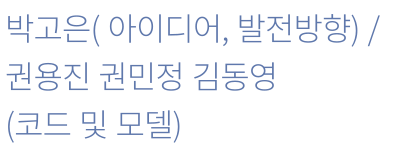 박고은( 아이디어, 발전방향) /
권용진 권민정 김동영
(코드 및 모델)